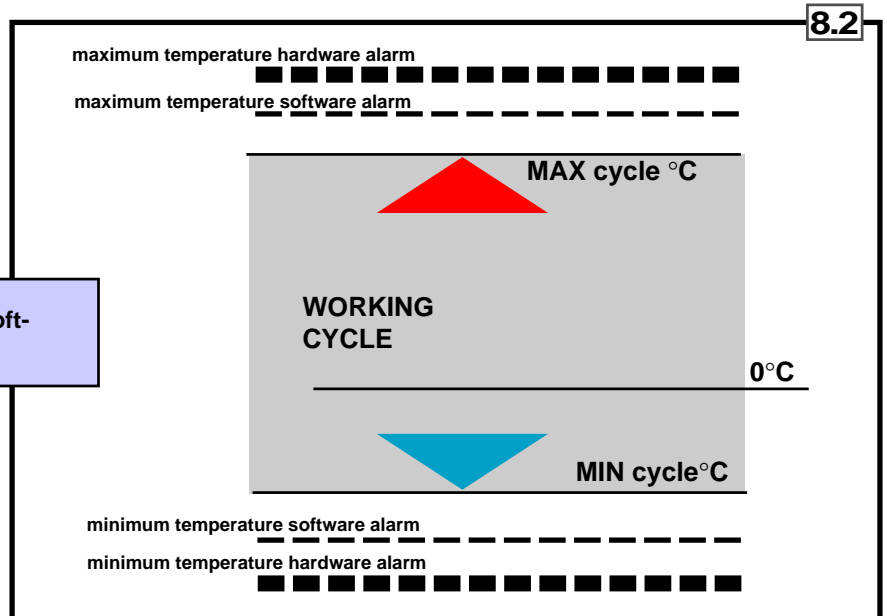 8.2
maximum temperature hardware alarm
maximum temperature software alarm
MAX cycle °C
WORKING
CYCLE
0°C
MIN cycle°C
minimum temperature software alarm
minimum temperature hardware alarm